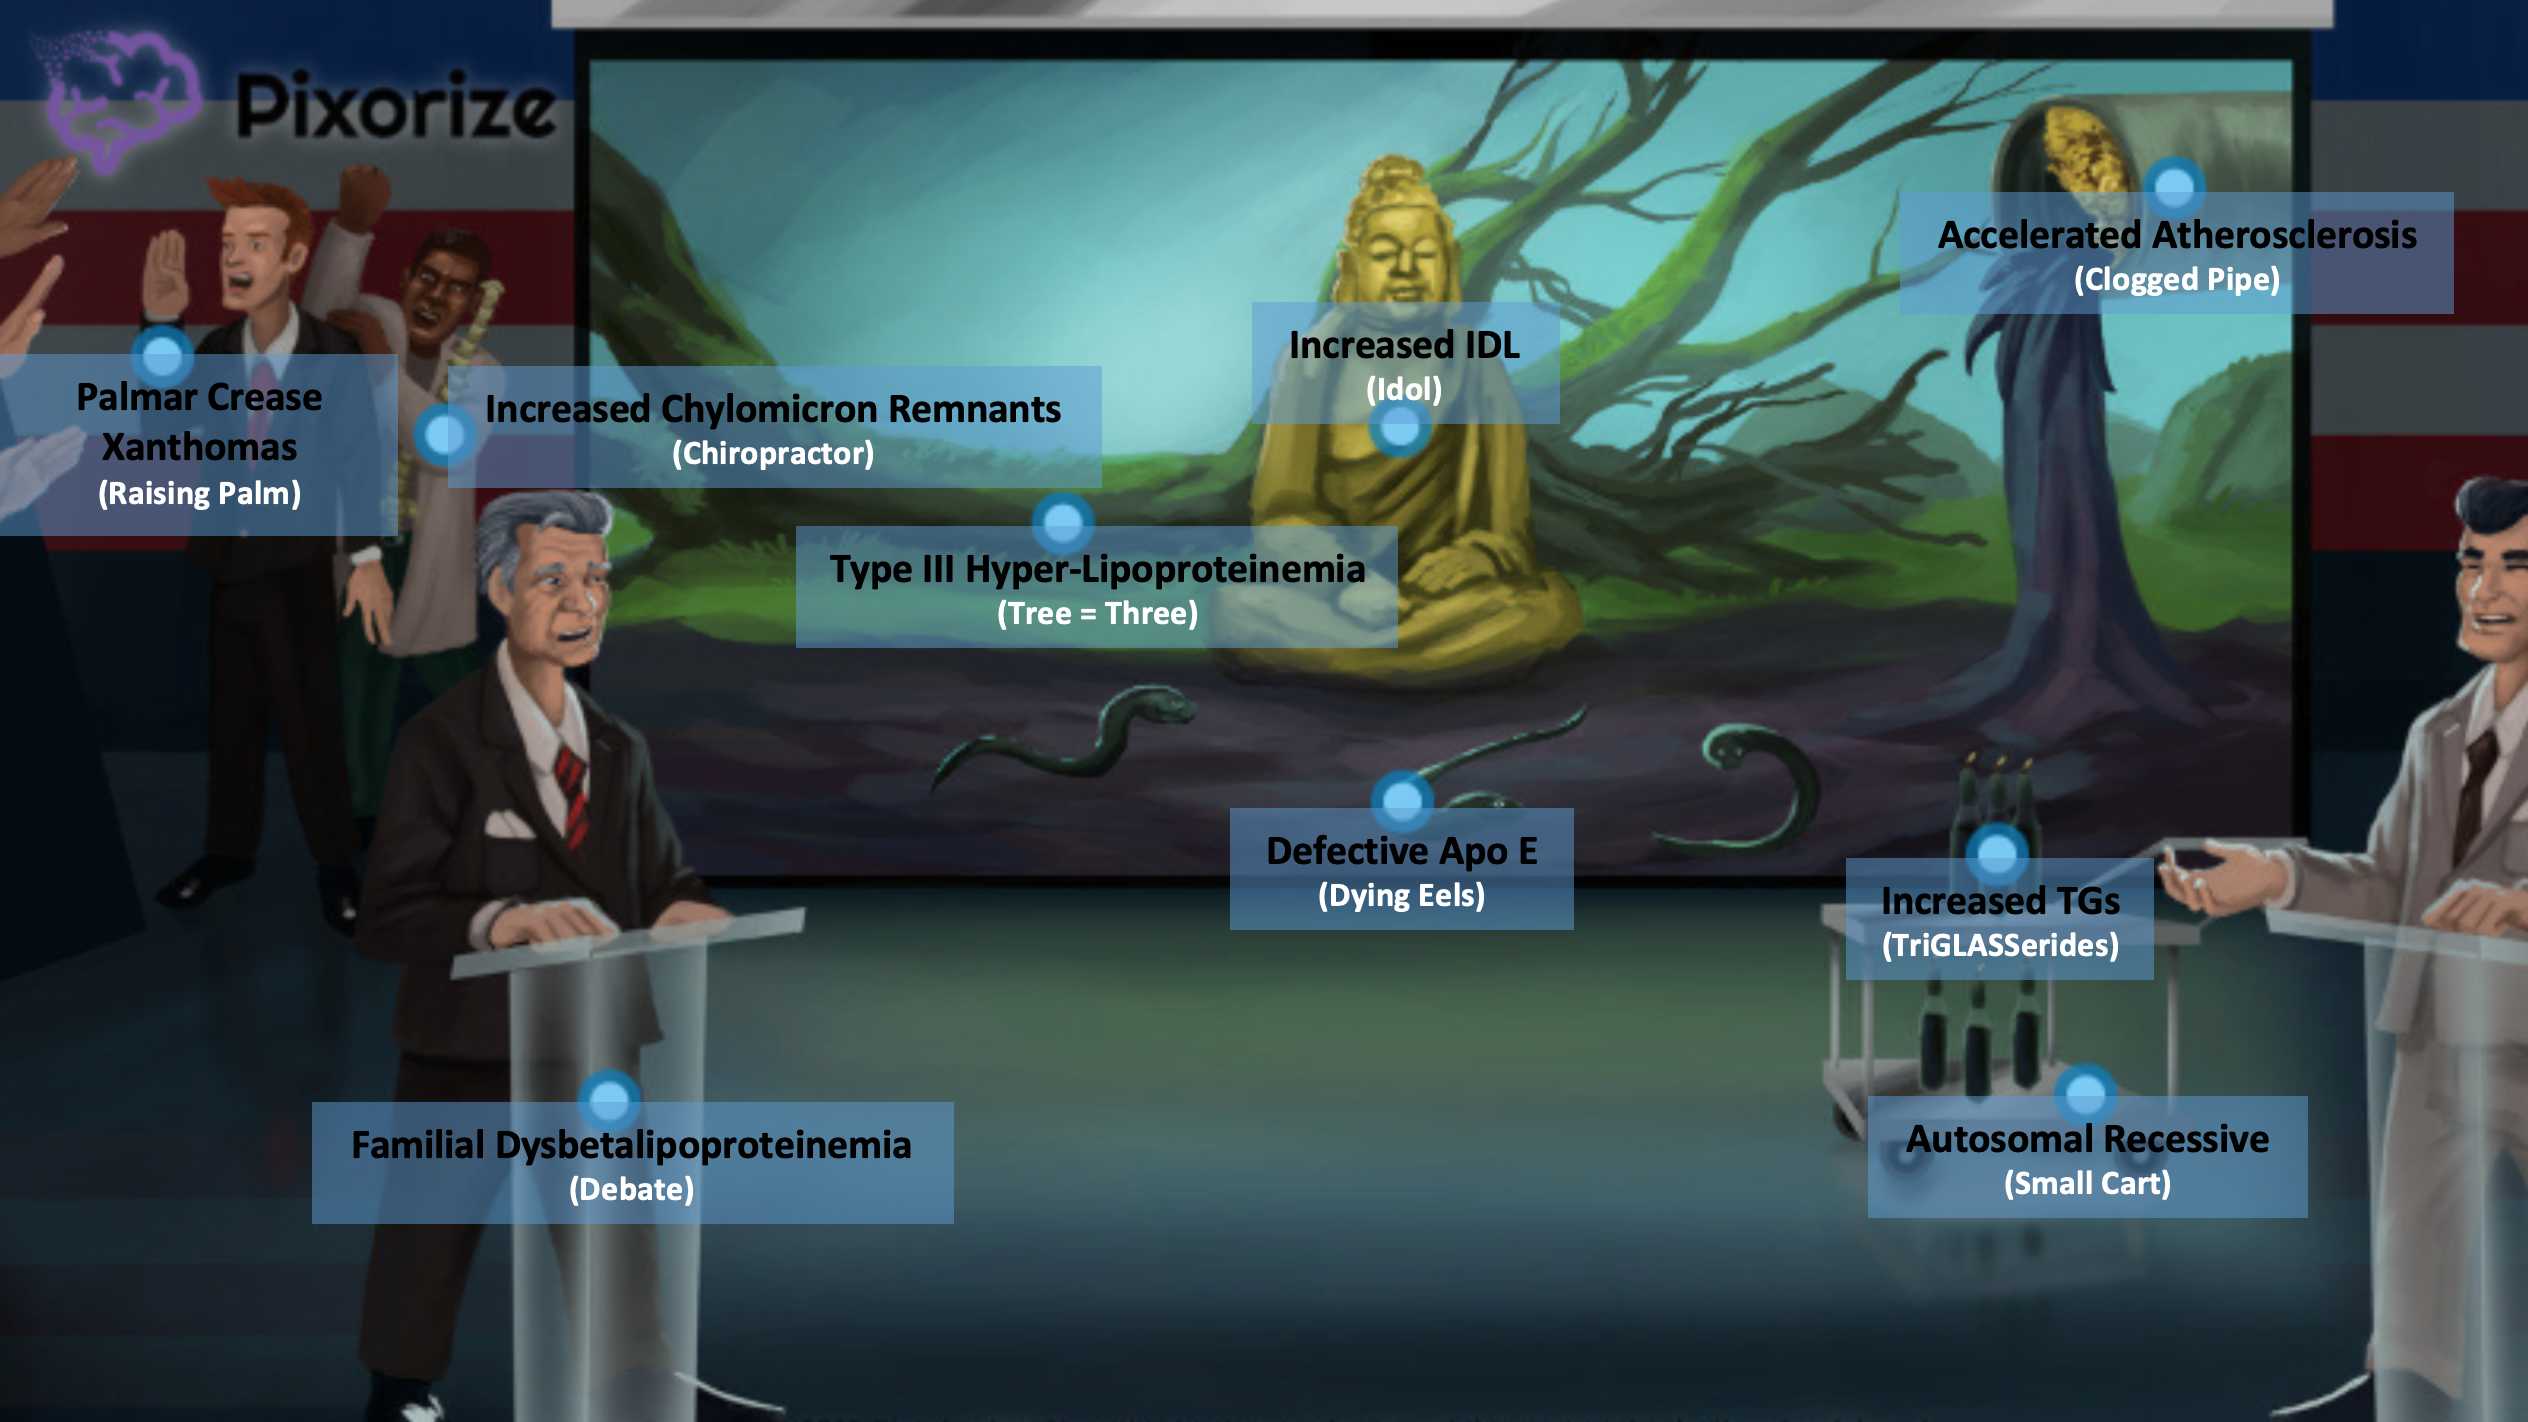 Pixorize
Accelerated Atherosclerosis
(Clogged Pipe)
Increased IDL
(Idol)
Palmar Crease
Xanthomas
(Raising Palm)
Increased Chylomicron Remnants
(Chiropractor)
Type III Hyper-Lipoproteinemia
(Tree = Three)
Defective Apo E
(Dying Eels)
Increased TGs
(TriGLASSerides)
Familial Dysbetalipoproteinemia
(Debate)
Autosomal Recessive
(Small Cart)